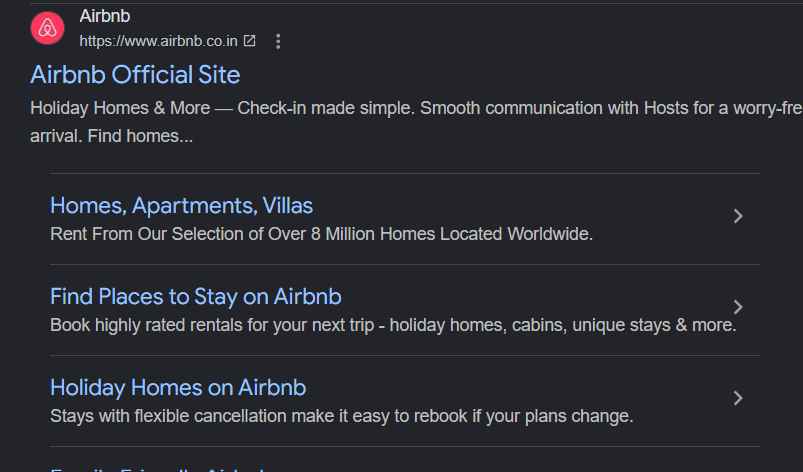 Airbnb
https://www.airbnb.co.in
Airbnb Official Site
Holiday Homes & More — Check-in made simple. Smooth communication with Hosts for a
arrival. Find homes...
Homes, Apartments, Villas
Rent From Our Selection of Over 8 Million Homes Located Worldwide.
Find Places to Stay on Airbnb
Book highly rated rentals for your next trip - holiday homes, cabins, unique stays & more.
Holiday Homes on Airbnb
Stays with flexible cancellation make it easy to rebook if your plans change.